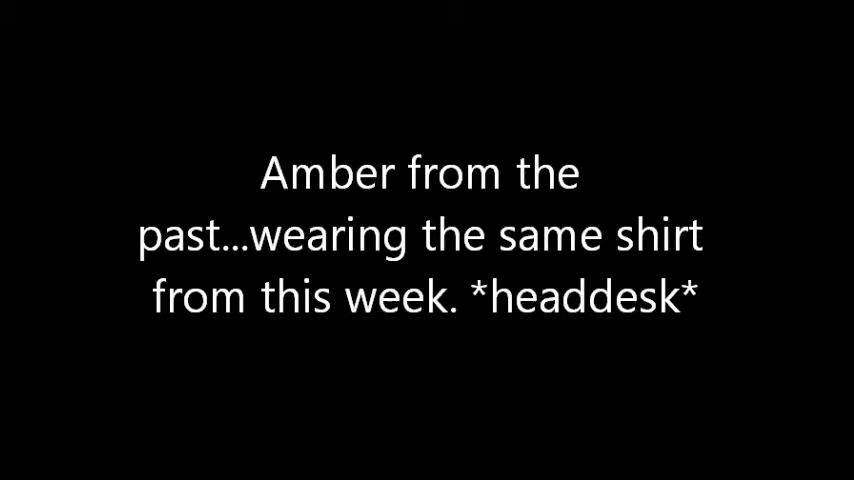 Amber from the
past...wearing the same shirt
from this week. *headdesk*